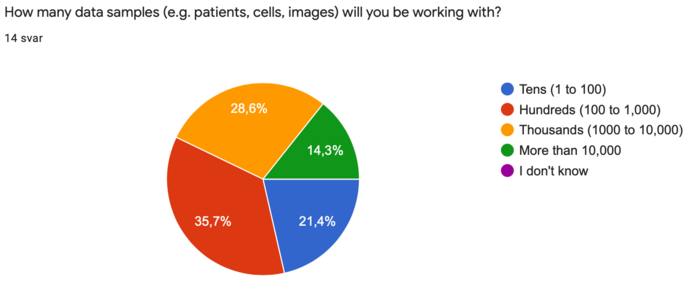 How many data samples (e.g. patients, cells, images) will you be working with?
14 svar
28,6%
14,3%
35,7%
21,4%
Tens (1 to 100)
Hundreds (100 to 1,000)
Thousands (1000 to 10,000)
More than 10,000
I don't know